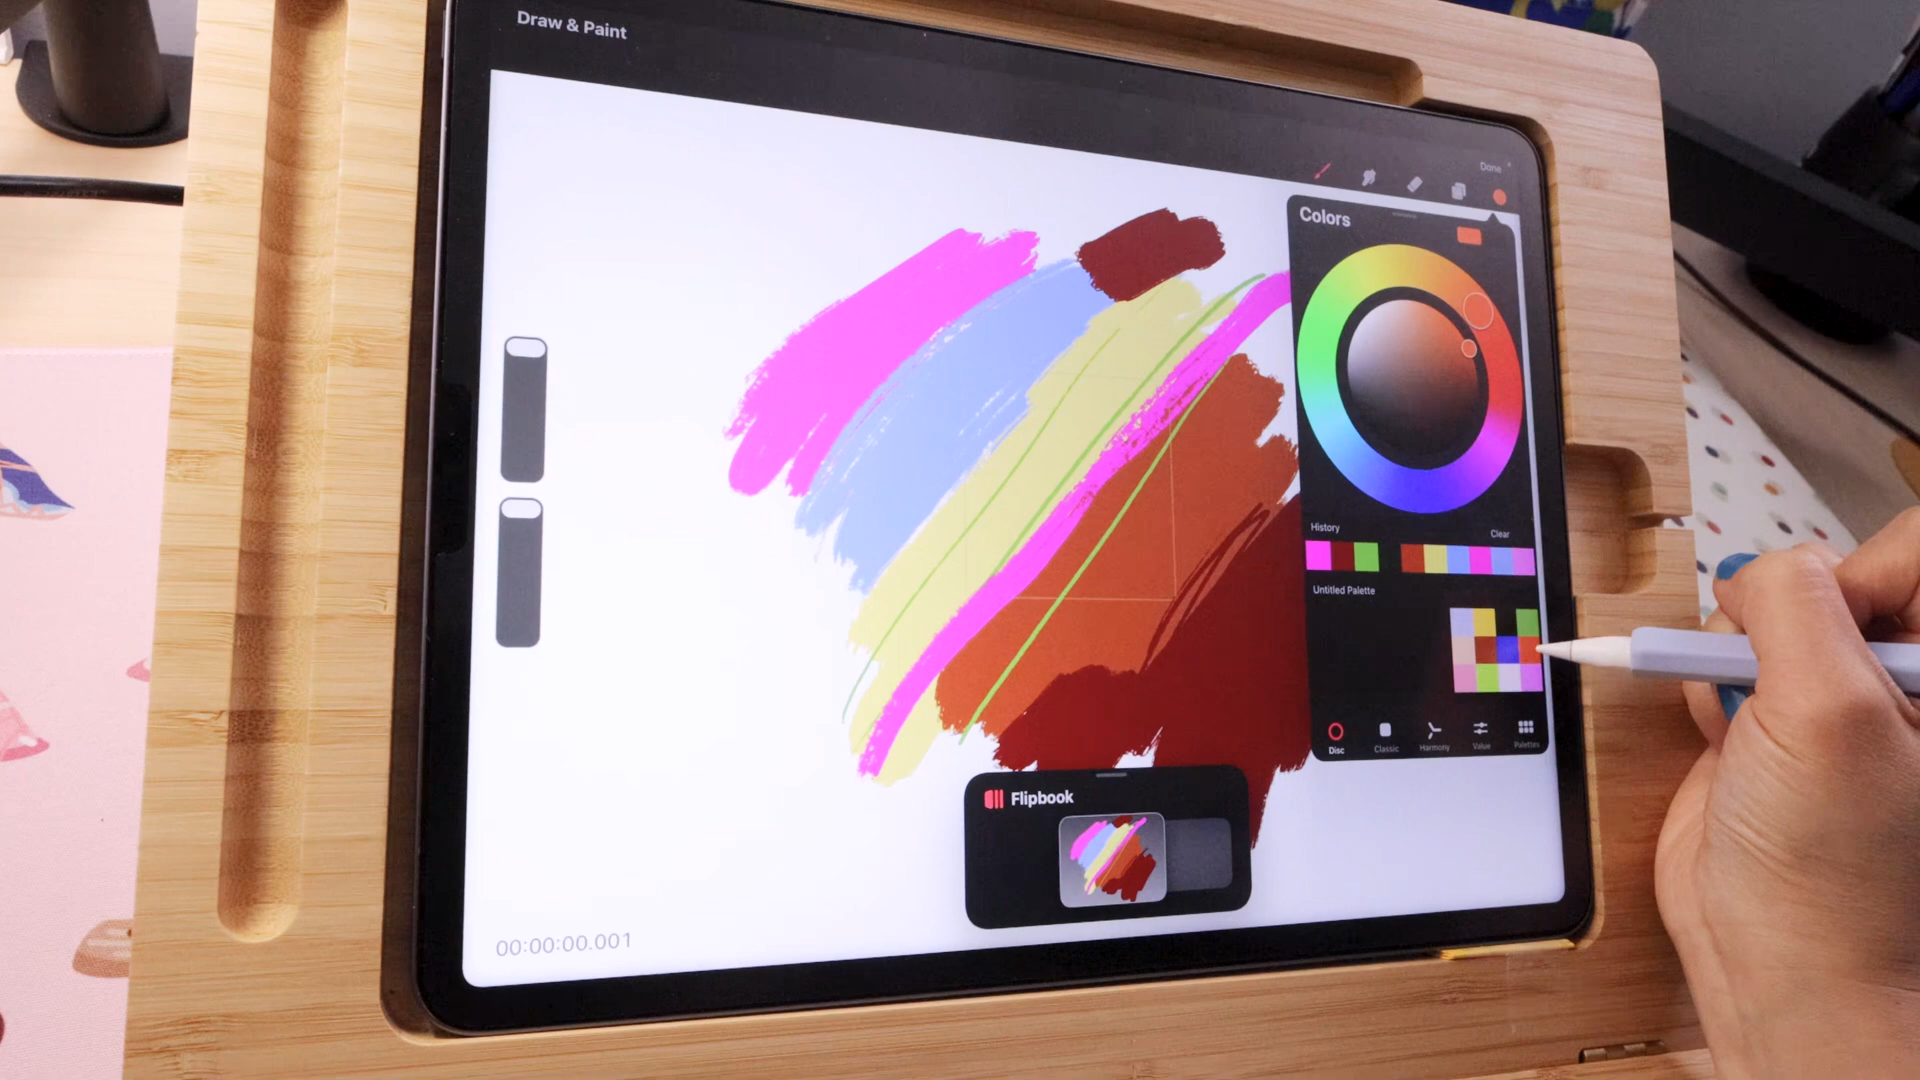 Draw & Paint
Done
Colors
History
Clear
Untitled Palette
Disc
Classic
Harmony
Value
Palettes
Flipbook
00:00:00.001